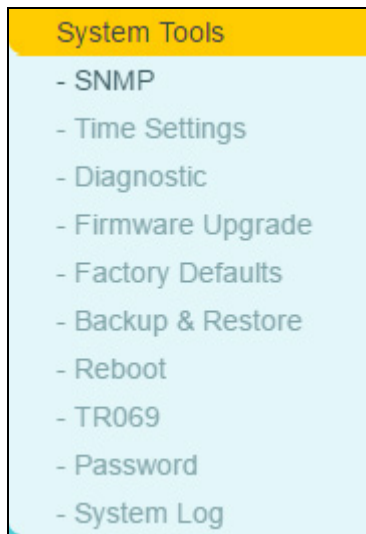 System Tools
- SNMP
- Time Settings
- Diagnostic
- Firmware Upgrade
- Factory Defaults
- Backup & Restore
- Reboot
- TR069
- Password
- System Log